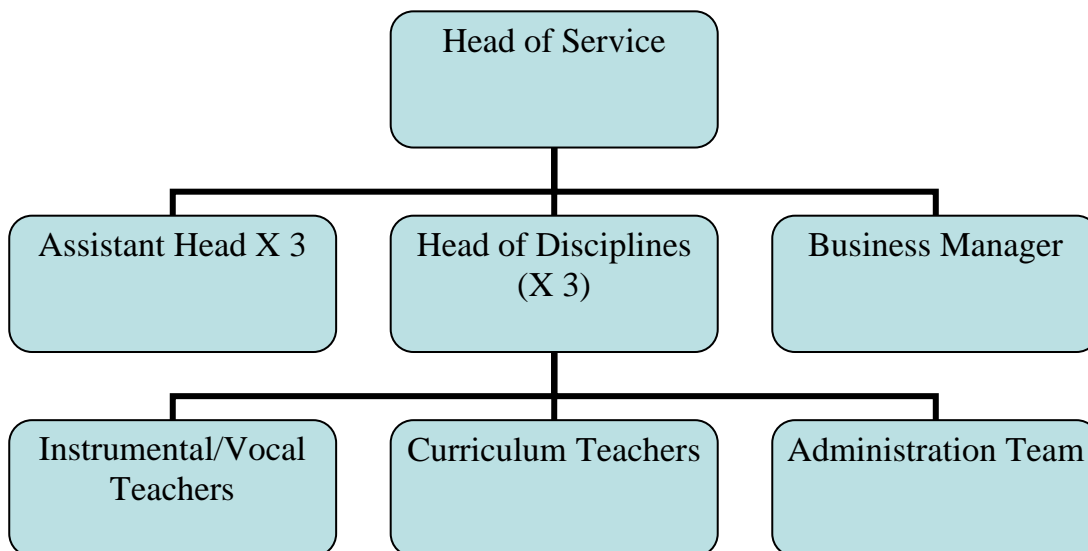 Head of Service
Assistant Head X 3
Head of Disciplines
(X 3)
Business Manager
Instrumental/Vocal
Teachers
Curriculum Teachers
Administration Team